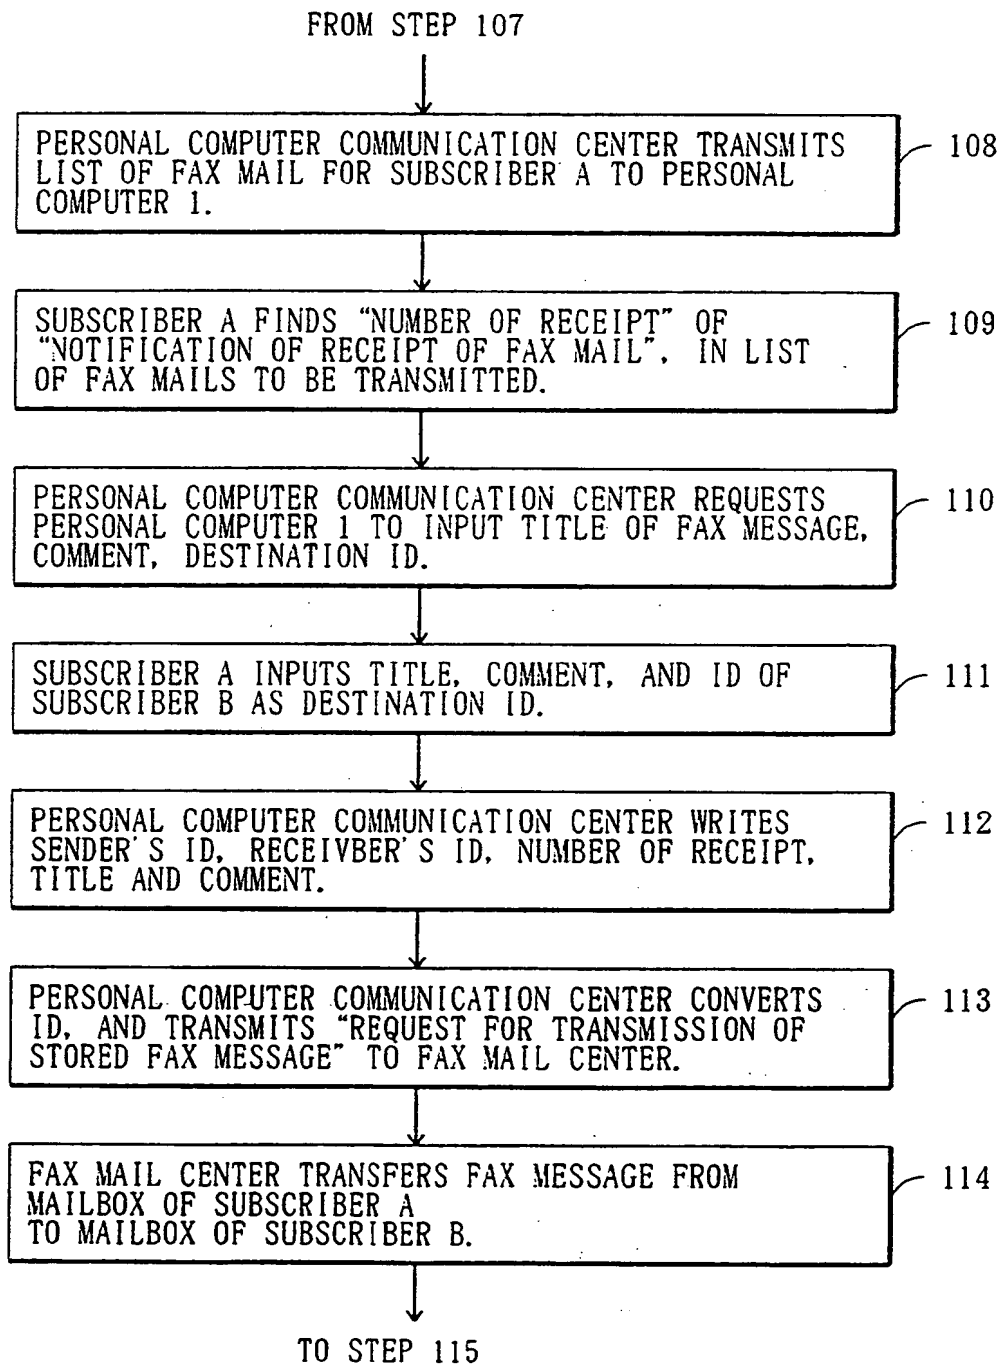 FROM STEP 107
PERSONAL COMPUTER COMMUNICATION CENTER TRANSMITS
LIST OF FAX MAIL FOR SUBSCRIBER A TO PERSONAL
COMPUTER 1.
108
SUBSCRIBER A FINDS “NUMBER OF RECEIPT” OF
“NOTIFICATION OF RECEIPT OF FAX MAIL”, IN LIST
OF FAX MAILS TO BE TRANSMITTED.
109
PERSONAL COMPUTER COMMUNICATION CENTER REQUESTS
PERSONAL COMPUTER 1 TO INPUT TITLE OF FAX MESSAGE,
COMMENT, DESTINATION ID.
110
SUBSCRIBER A INPUTS TITLE, COMMENT, AND ID OF
SUBSCRIBER B AS DESTINATION ID.
111
PERSONAL COMPUTER COMMUNICATION CENTER WRITES
SENDER'S ID, RECEIVBER'S ID, NUMBER OF RECEIPT,
TITLE AND COMMENT.
112
PERSONAL COMPUTER COMMUNICATION CENTER CONVERTS
ID, AND TRANSMITS “REQUEST FOR TRANSMISSION OF
STORED FAX MESSAGE” TO FAX MAIL CENTER.
113
FAX MAIL CENTER TRANSFERS FAX MESSAGE FROM
MAILBOX OF SUBSCRIBER A
TO MAILBOX OF SUBSCRIBER B.
114
TO STEP 115